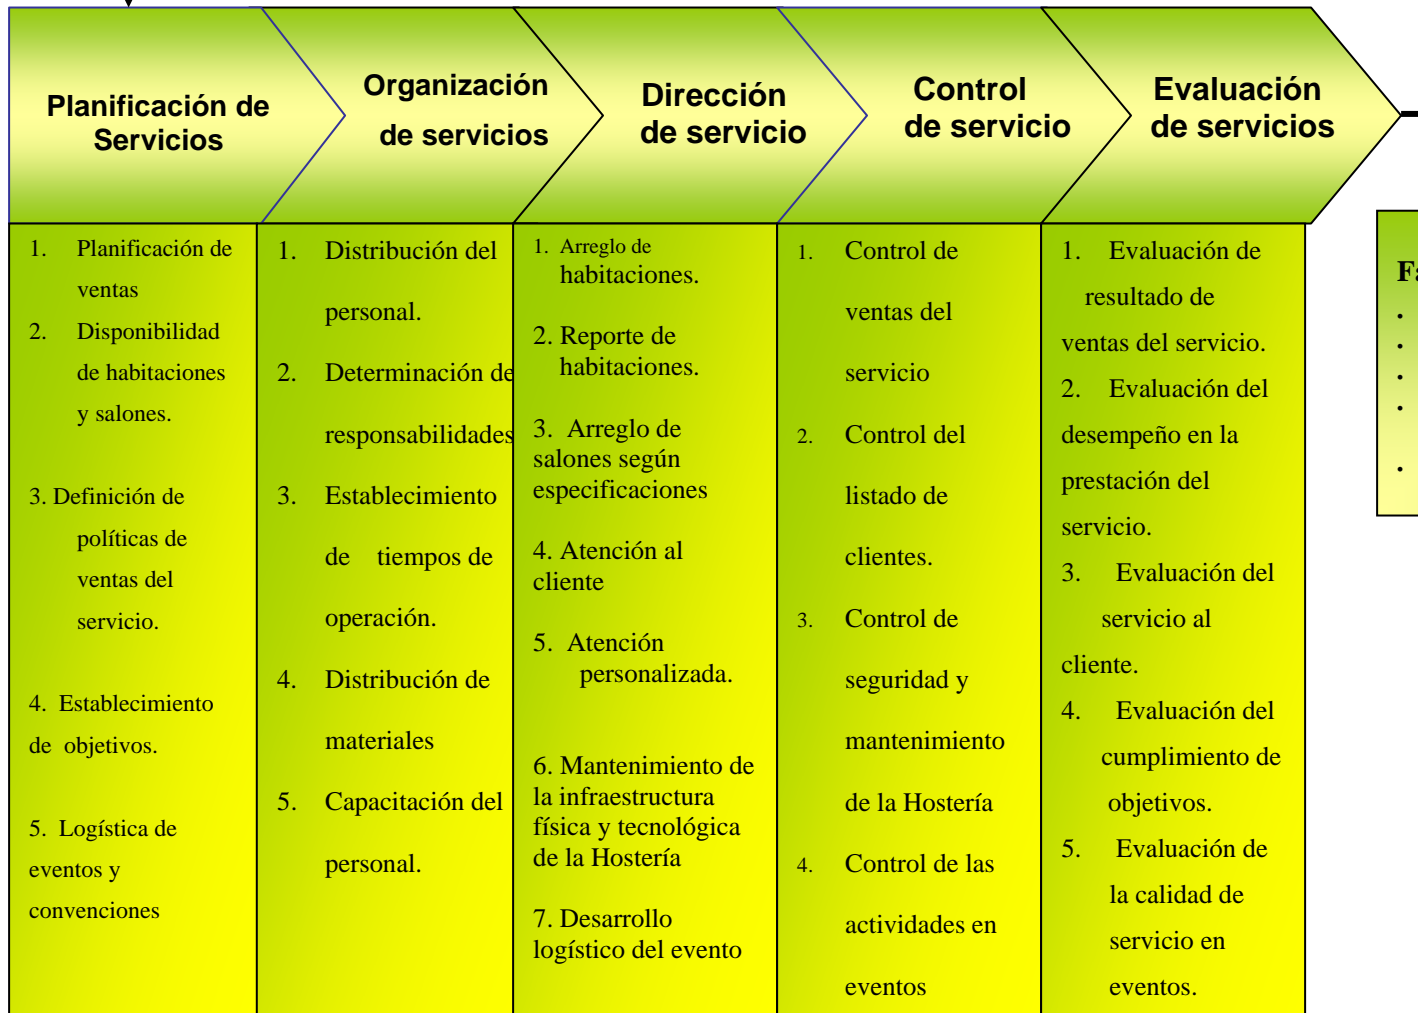 Planificación de
Servicios
Organización
de servicios
Dirección
de servicio
Control
de servicio
Evaluación
de servicios
1. Planificación de
ventas
2. Disponibilidad
de habitaciones
y salones.
3. Definición de
políticas de
ventas del
servicio.
4. Establecimiento
de objetivos.
5. Logística de
eventos y
convenciones
1. Distribución del
personal.
2. Determinación de
responsabilidades
3. Establecimiento
de tiempos de
operación.
4. Distribución de
materiales
5. Capacitación del
personal.
1. Arreglo de
habitaciones.
2. Reporte de
habitaciones.
3. Arreglo de
salones según
especificaciones
4. Atención al
cliente
5. Atención
personalizada.
6. Mantenimiento de
la infraestructura
física y tecnológica
de la Hostería
7. Desarrollo
logístico del evento
1. Control de
ventas del
servicio
2. Control del
listado de
clientes.
3. Control de
seguridad y
mantenimiento
de la Hostería
4. Control de las
actividades en
eventos
1. Evaluación de
resultado de
ventas del servicio.
2. Evaluación del
desempeño en la
prestación del
servicio.
3. Evaluación del
servicio al
cliente.
4. Evaluación del
cumplimiento de
objetivos.
5. Evaluación de
la calidad de
servicio en
eventos.